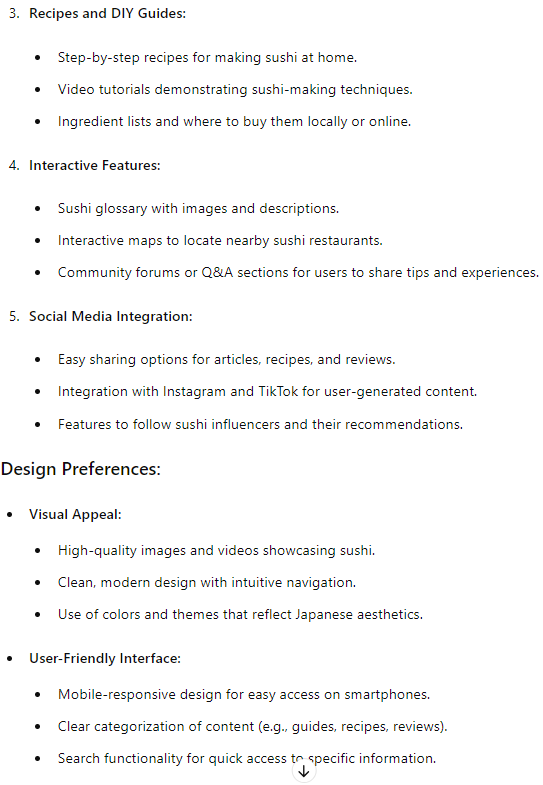 3. Recipes and DIY Guides:
• Step-by-step recipes for making sushi at home.
• Video tutorials demonstrating sushi-making techniques.
• Ingredient lists and where to buy them locally or online.
4. Interactive Features:
• Sushi glossary with images and descriptions.
• Interactive maps to locate nearby sushi restaurants.
• Community forums or Q&A sections for users to share tips and experiences.
5. Social Media Integration:
• Easy sharing options for articles, recipes, and reviews.
• Integration with Instagram and TikTok for user-generated content.
• Features to follow sushi influencers and their recommendations.
Design Preferences:
• Visual Appeal:
• High-quality images and videos showcasing sushi.
• Clean, modern design with intuitive navigation.
• Use of colors and themes that reflect Japanese aesthetics.
• User-Friendly Interface:
• Mobile-responsive design for easy access on smartphones.
• Clear categorization of content (e.g., guides, recipes, reviews).
• Search functionality for quick access to specific information.